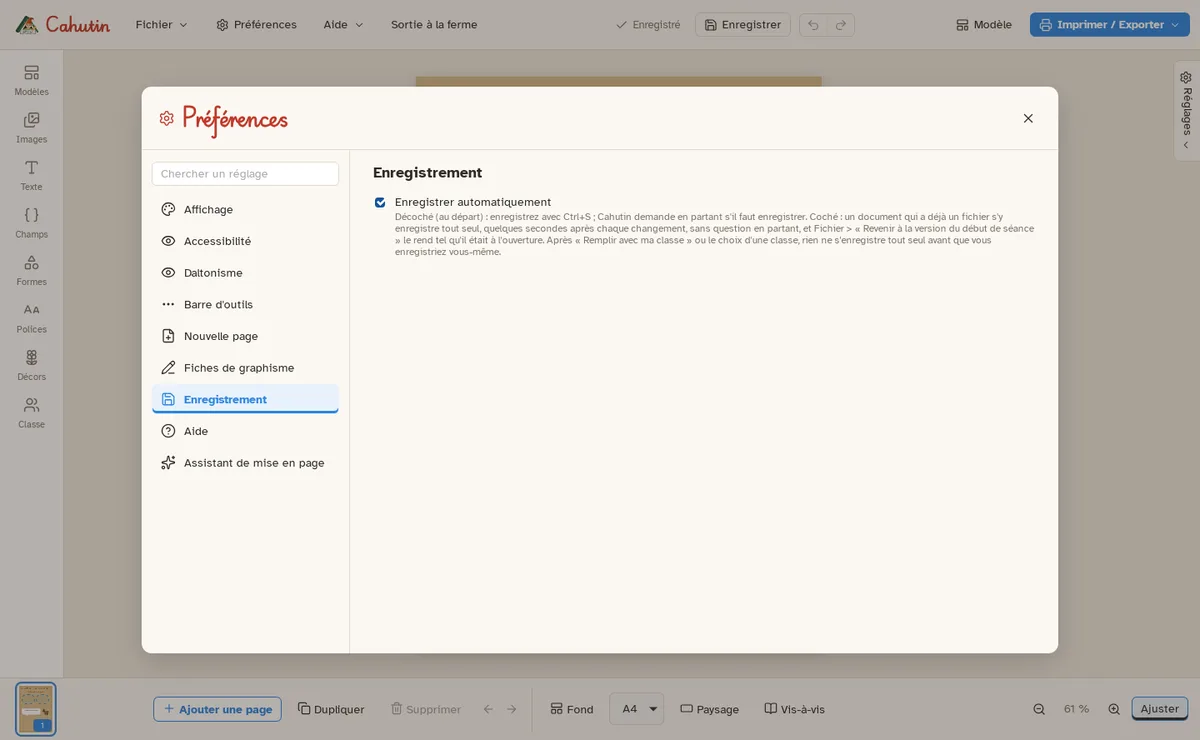 Cahutin
Fichier
Préférences
Aide
Sortie à la ferme
Enregistré
Enregistrer
Modèle
Imprimer / Exporter
Modèles
Images
Texte
Champs
Formes
Polices
Décors
Classe
Réglages
Préférences
Chercher un réglage
Affichage
Accessibilité
Daltonisme
Barre d'outils
Nouvelle page
Fiches de graphisme
Enregistrement
Aide
Assistant de mise en page
Enregistrement
Enregistrer automatiquement
Décoché (au départ) : enregistrez avec Ctrl+S ; Cahutin demande en partant s'il faut enregistrer. Coché : un document qui a déjà un fichier s'y
enregistre tout seul, quelques secondes après chaque changement, sans question en partant, et Fichier > « Revenir à la version du début de séance
» le rend tel qu'il était à l'ouverture. Après « Remplir avec ma classe » ou le choix d'une classe, rien ne s'enregistre tout seul avant que vous
enregistriez vous-même.
1
Ajouter une page
Dupliquer
Supprimer
Fond
A4
Paysage
Vis-à-vis
61 %
Ajuster